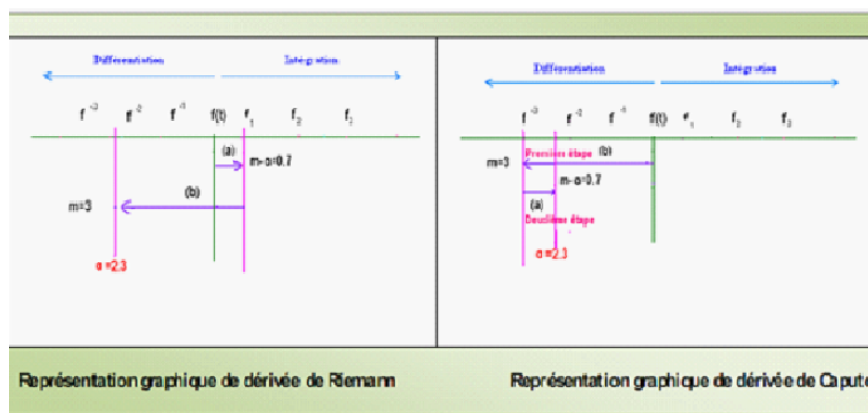 Différentiation Intégration
f⁻³ f⁻² f⁻¹ f(t) f₁ f₂ f₃
(a)
m-α=0.7
(b)
m=3
α=2.3
Représentation graphique de dérivée de Riemann
Différentiation Intégration
f⁻³ f⁻² f⁻¹ f(t) f₁ f₂ f₃
Première étape (b)
m=3
m-α=0.7
(a)
Deuxième étape
α=2.3
Représentation graphique de dérivée de Caputo